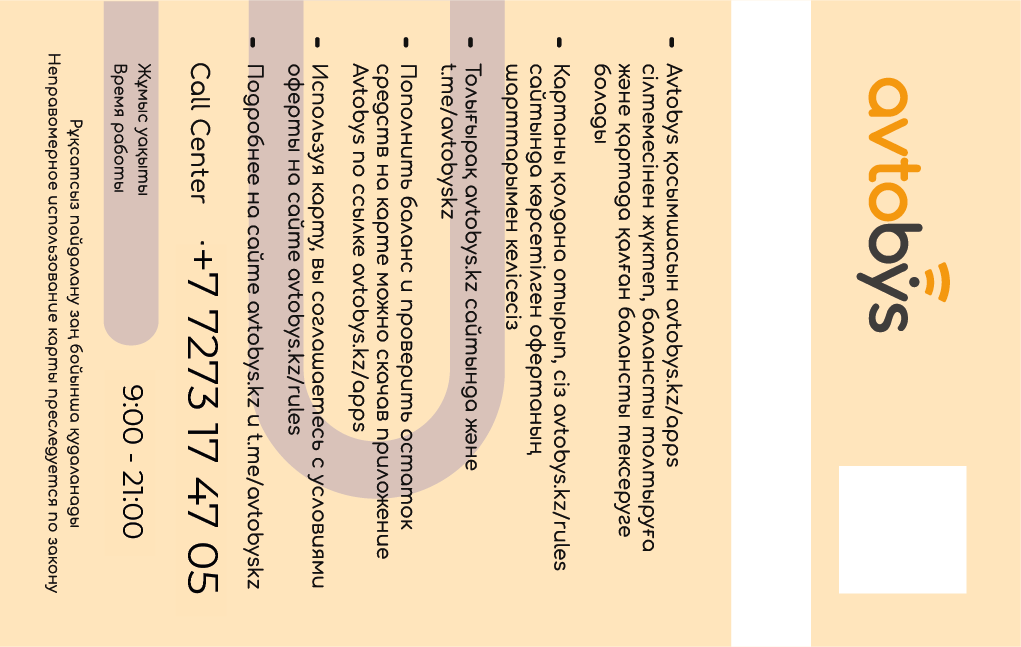 avtobys
Avtobys қосымшасын avtobys.kz/apps
сілтемесінен жүктеп, балансты толтыруға
және картада қалған балансты тексеруге
болады
Картаны қолдана отырып, сіз avtobys.kz/rules
сайтында көрсетілген офертаның
шарттарымен келісесіз
Толығырақ avtobys.kz сайтында және
t.me/avtobyskz
Пополнить баланс и проверить остаток
средств на карте можно скачав приложение
Avtobys по ссылке avtobys.kz/apps
Используя карту, вы соглашаетесь с условиями
оферты на сайте avtobys.kz/rules
Подробнее на сайте avtobys.kz и t.me/avtobyskz
Call Center +7 7273 17 47 05
Жұмыс уақыты
Время работы
9:00 - 21:00
Рұқсатсыз пайдалану заң бойынша қудаланады
Неправомерное использование карты преследуется по закону